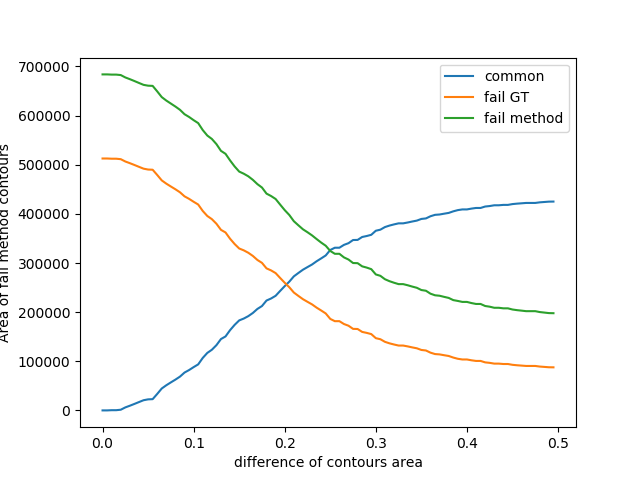 700000
600000
500000
400000
300000
200000
100000
0
0.0 0.1 0.2 0.3 0.4 0.5
difference of contours area
Area of fail method contours
common
fail GT
fail method